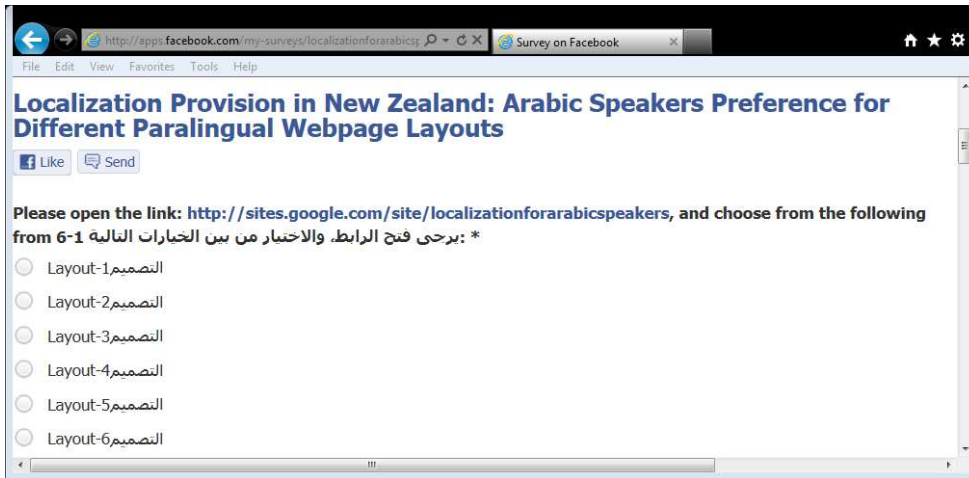 http://apps.facebook.com/my-surveys/localizationforarabicsp
Survey on Facebook
File Edit View Favorites Tools Help
Localization Provision in New Zealand: Arabic Speakers Preference for
Different Paralingual Webpage Layouts
Like Send
Please open the link: http://sites.google.com/site/localizationforarabicspeakers, and choose from the following
from 6-1 يرجى فتح الرابط، والاختيار من بين الخيارات التالية: *
Layout-1التصميم
Layout-2التصميم
Layout-3التصميم
Layout-4التصميم
Layout-5التصميم
Layout-6التصميم